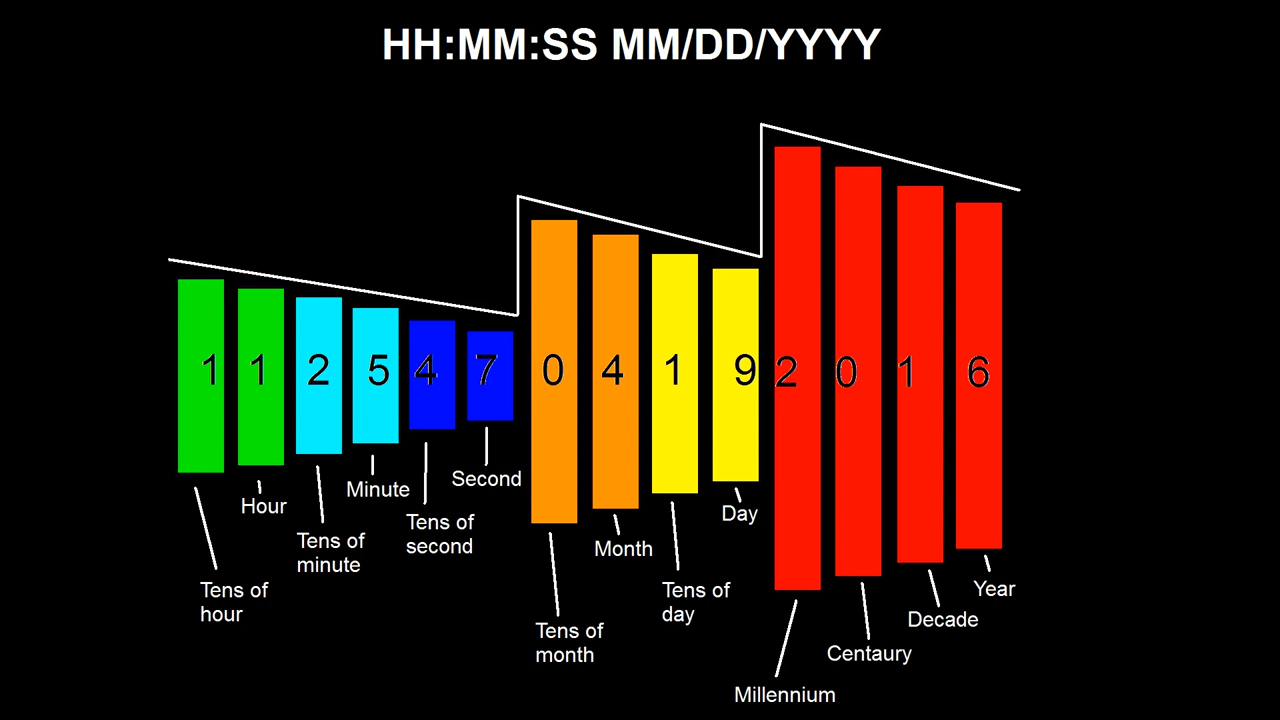 HH:MM:SS MM/DD/YYYY
1 1 2 5 4 7 0 4 1 9 2 0 1 6
Second
Minute
Hour
Day
Tens of
second
Tens of
minute
Month
Tens of
hour
Tens of
day
Year
Decade
Tens of
month
Centaury
Millennium